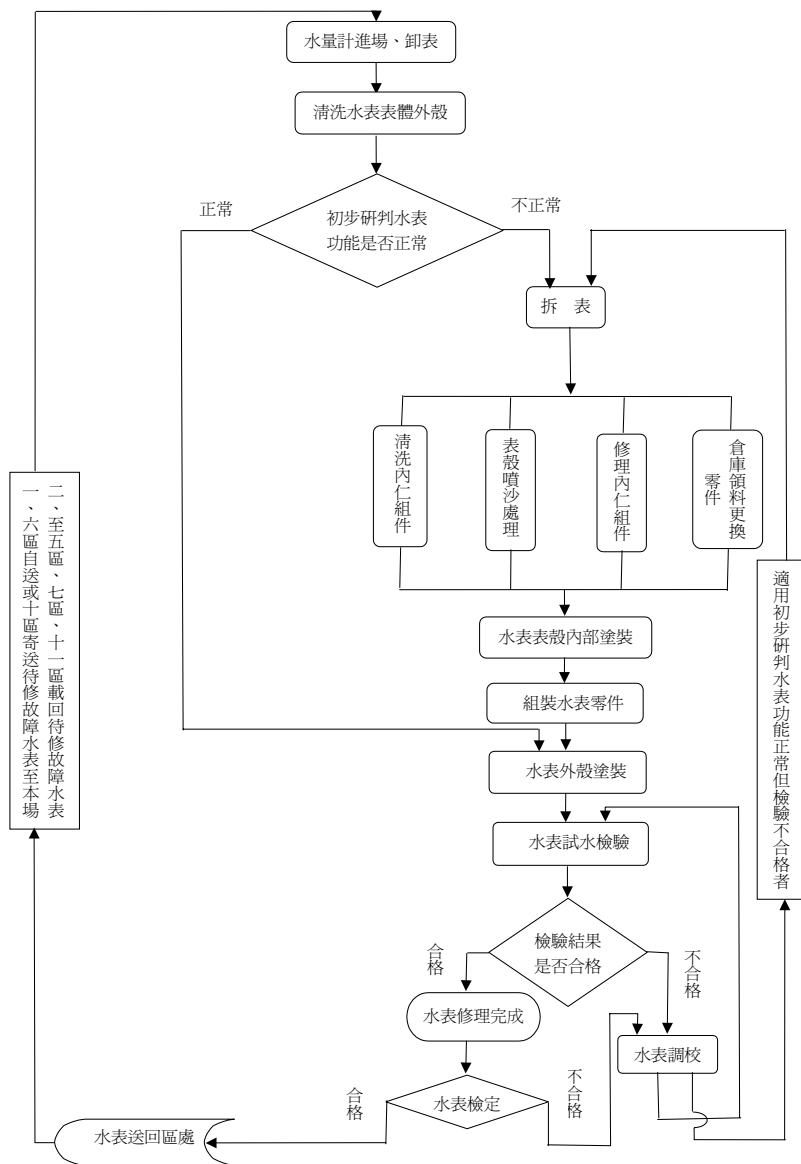 水量計進場、卸表
清洗水表表體外殼
正常
初步研判水表
功能是否正常
不正常
拆　表
清洗內仁組件
表殼噴沙處理
修理內仁組件
倉庫領料更換
零件
二、至五區、七區、十一區載回待修故障水表
一、六區自送或十區寄送待修故障水表至本場
適用初步研判水表功能正常但檢驗不合格者
水表表殼內部塗裝
組裝水表零件
水表外殼塗裝
水表試水檢驗
合格
檢驗結果
是否合格
不合格
水表修理完成
水表調校
合格
水表檢定
不合格
水表送回區處